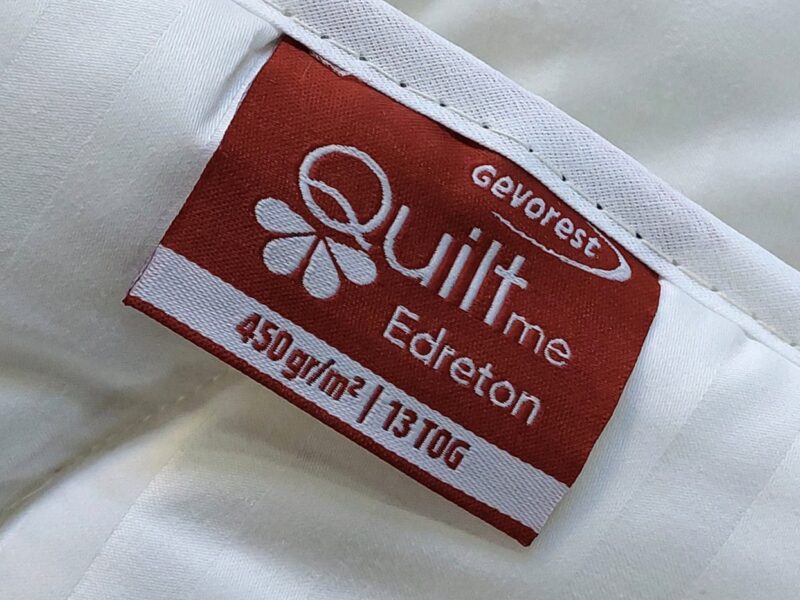 Gevorest
Quilt me
Edreton
450 gr/m² | 13 TOG